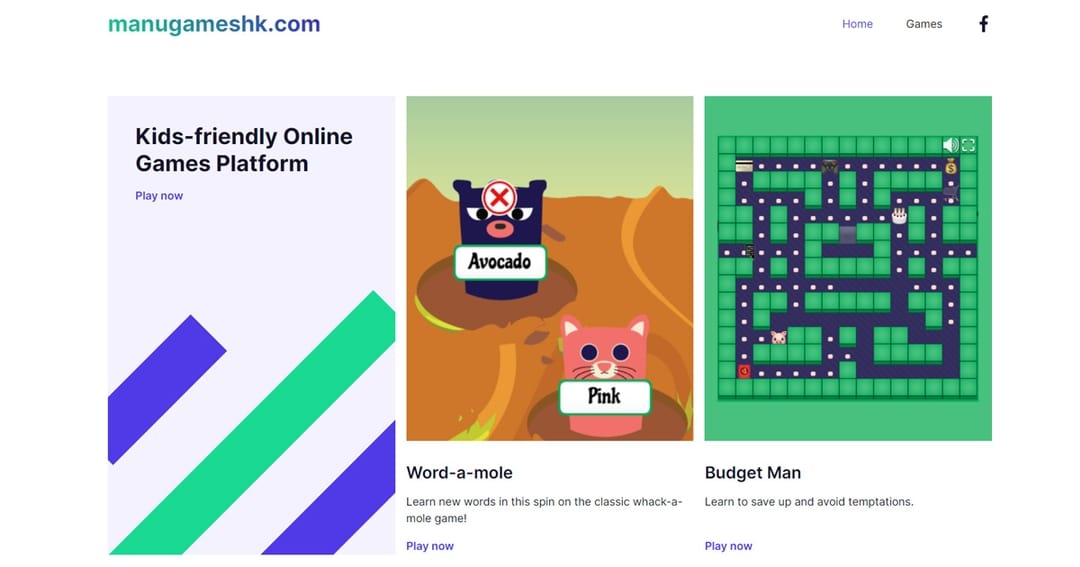 manugameshk.com
Home
Games
Kids-friendly Online
Games Platform
Play now
Avocado
Pink
Word-a-mole
Learn new words in this spin on the classic whack-a-
mole game!
Play now
Budget Man
Learn to save up and avoid temptations.
Play now